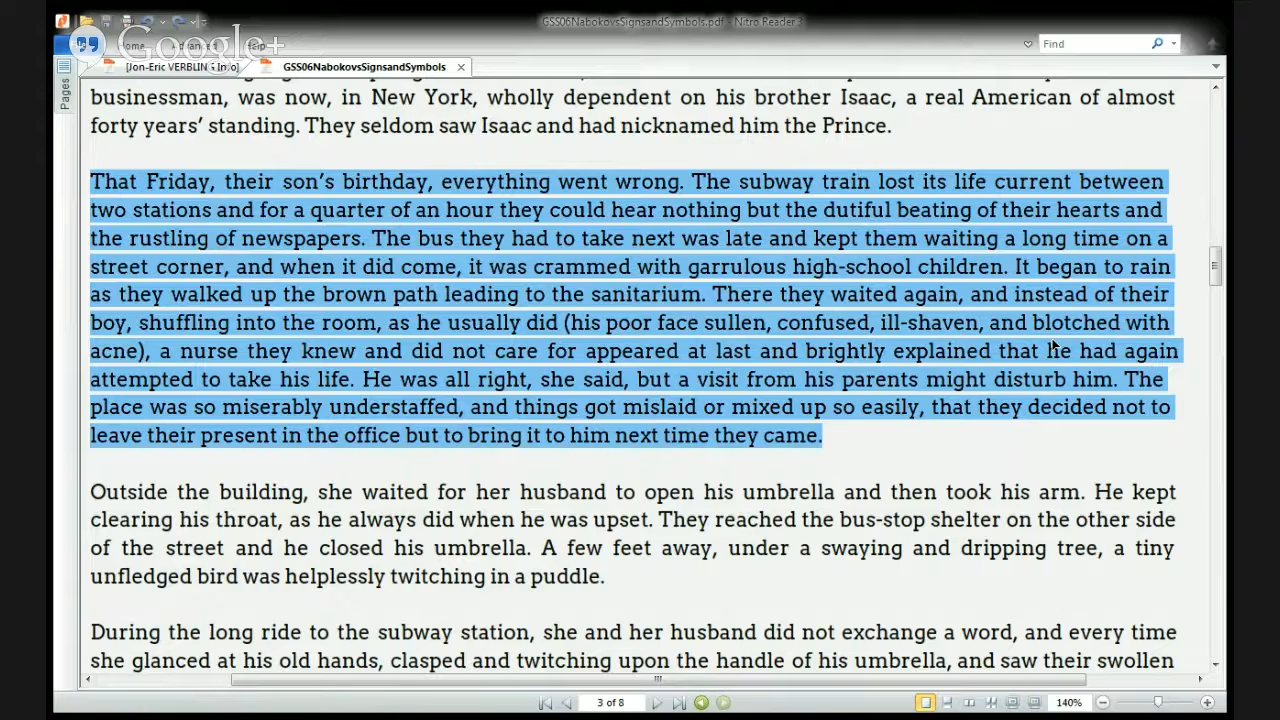 GSS06NabokovsSignsandSymbols.pdf - Nitro Reader 3
Google+
Home Advanced Help
Find
[Jon-Eric VERBLIN Info] GSS06NabokovsSignsandSymbols
Pages
businessman, was now, in New York, wholly dependent on his brother Isaac, a real American of almost
forty years’ standing. They seldom saw Isaac and had nicknamed him the Prince.
That Friday, their son’s birthday, everything went wrong. The subway train lost its life current between
two stations and for a quarter of an hour they could hear nothing but the dutiful beating of their hearts and
the rustling of newspapers. The bus they had to take next was late and kept them waiting a long time on a
street corner, and when it did come, it was crammed with garrulous high-school children. It began to rain
as they walked up the brown path leading to the sanitarium. There they waited again, and instead of their
boy, shuffling into the room, as he usually did (his poor face sullen, confused, ill-shaven, and blotched with
acne), a nurse they knew and did not care for appeared at last and brightly explained that he had again
attempted to take his life. He was all right, she said, but a visit from his parents might disturb him. The
place was so miserably understaffed, and things got mislaid or mixed up so easily, that they decided not to
leave their present in the office but to bring it to him next time they came.
Outside the building, she waited for her husband to open his umbrella and then took his arm. He kept
clearing his throat, as he always did when he was upset. They reached the bus-stop shelter on the other side
of the street and he closed his umbrella. A few feet away, under a swaying and dripping tree, a tiny
unfledged bird was helplessly twitching in a puddle.
During the long ride to the subway station, she and her husband did not exchange a word, and every time
she glanced at his old hands, clasped and twitching upon the handle of his umbrella, and saw their swollen
3 of 8
140%